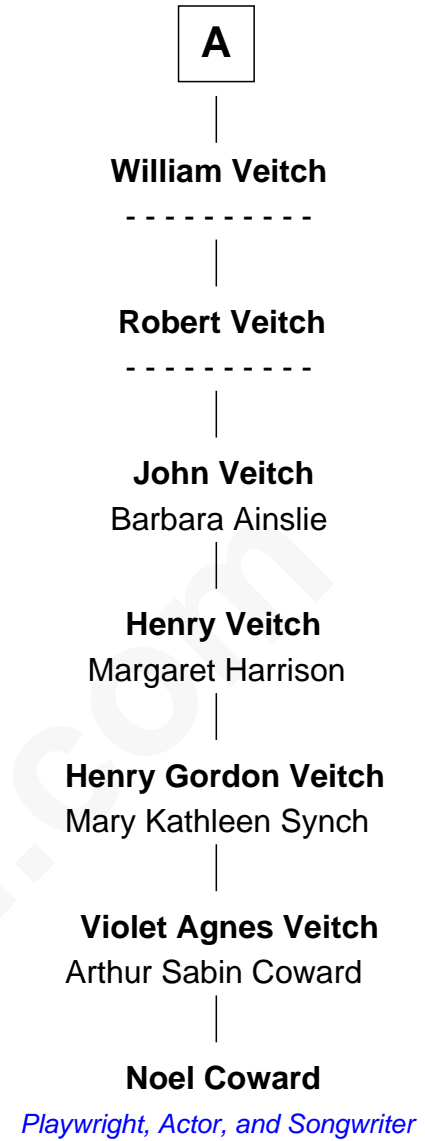 A
William Veitch
- - - - - - - - - -
Robert Veitch
- - - - - - - - - -
John Veitch
Barbara Ainslie
Henry Veitch
Margaret Harrison
Henry Gordon Veitch
Mary Kathleen Synch
Violet Agnes Veitch
Arthur Sabin Coward
Noel Coward
Playwright, Actor, and Songwriter